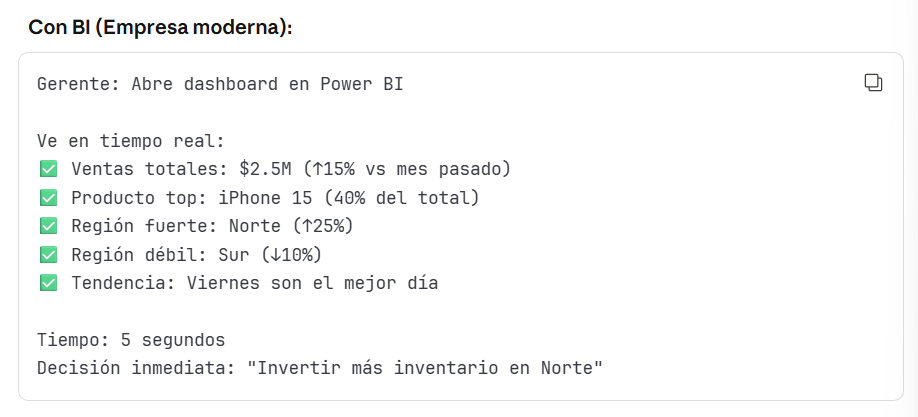 Con BI (Empresa moderna):
Gerente: Abre dashboard en Power BI
Ve en tiempo real:
✅ Ventas totales: $2.5M (↑15% vs mes pasado)
✅ Producto top: iPhone 15 (40% del total)
✅ Región fuerte: Norte (↑25%)
✅ Región débil: Sur (↓10%)
✅ Tendencia: Viernes son el mejor día
Tiempo: 5 segundos
Decisión inmediata: "Invertir más inventario en Norte"